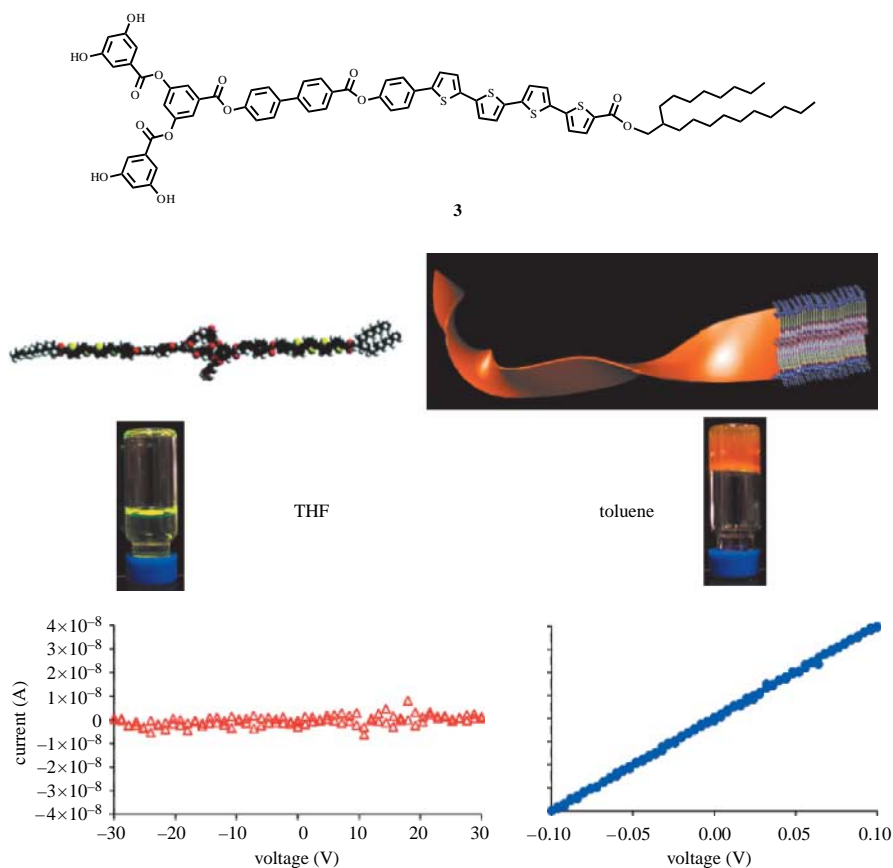 OH
HO
O
O
O
O
O
S
S
O
O
O
S
S
O
O
HO
OH
3
THF
toluene
4×10–8
3×10–8
2×10–8
1×10–8
0
–1×10–8
–2×10–8
–3×10–8
–4×10–8
current (A)
–30 –20 –10 0 10 20 30
voltage (V)
–0.10 –0.05 0.00 0.05 0.10
voltage (V)